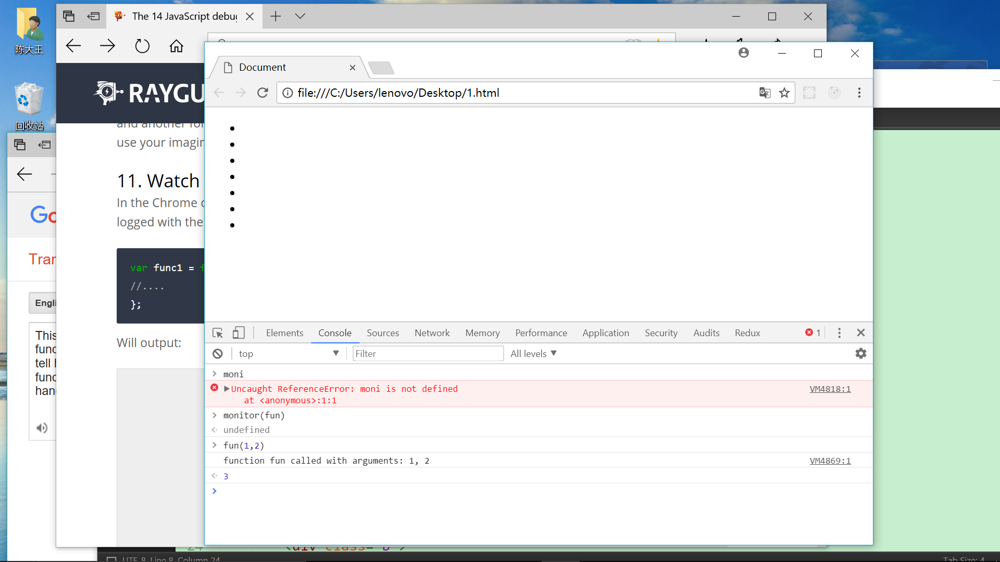 陈大王
回收站
The 14 JavaScript debu
RAYGU
use your imagin
11. Watch
In the Chrome
logged with the
var func1 =
//....
};
Will output:
Go
Tran
Engli
This
func
tell
func
han
Document
file:///C:/Users/lenovo/Desktop/1.html
Elements Console Sources Network Memory Performance Application Security Audits Redux 1
top Filter All levels
moni
Uncaught ReferenceError: moni is not defined VM4818:1
at <anonymous>:1:1
monitor(fun)
undefined
fun(1,2)
function fun called with arguments: 1, 2 VM4869:1
3
UTF-8, Line 8, Column 24 Tab Size: 4